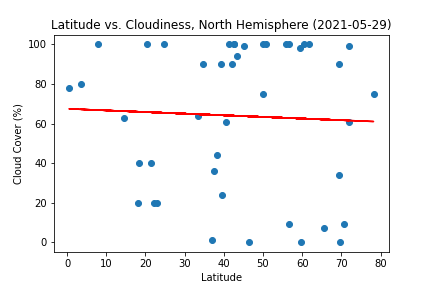 Latitude vs. Cloudiness, North Hemisphere (2021-05-29)
100
80
60
40
20
0
Cloud Cover (%)
0 10 20 30 40 50 60 70 80
Latitude